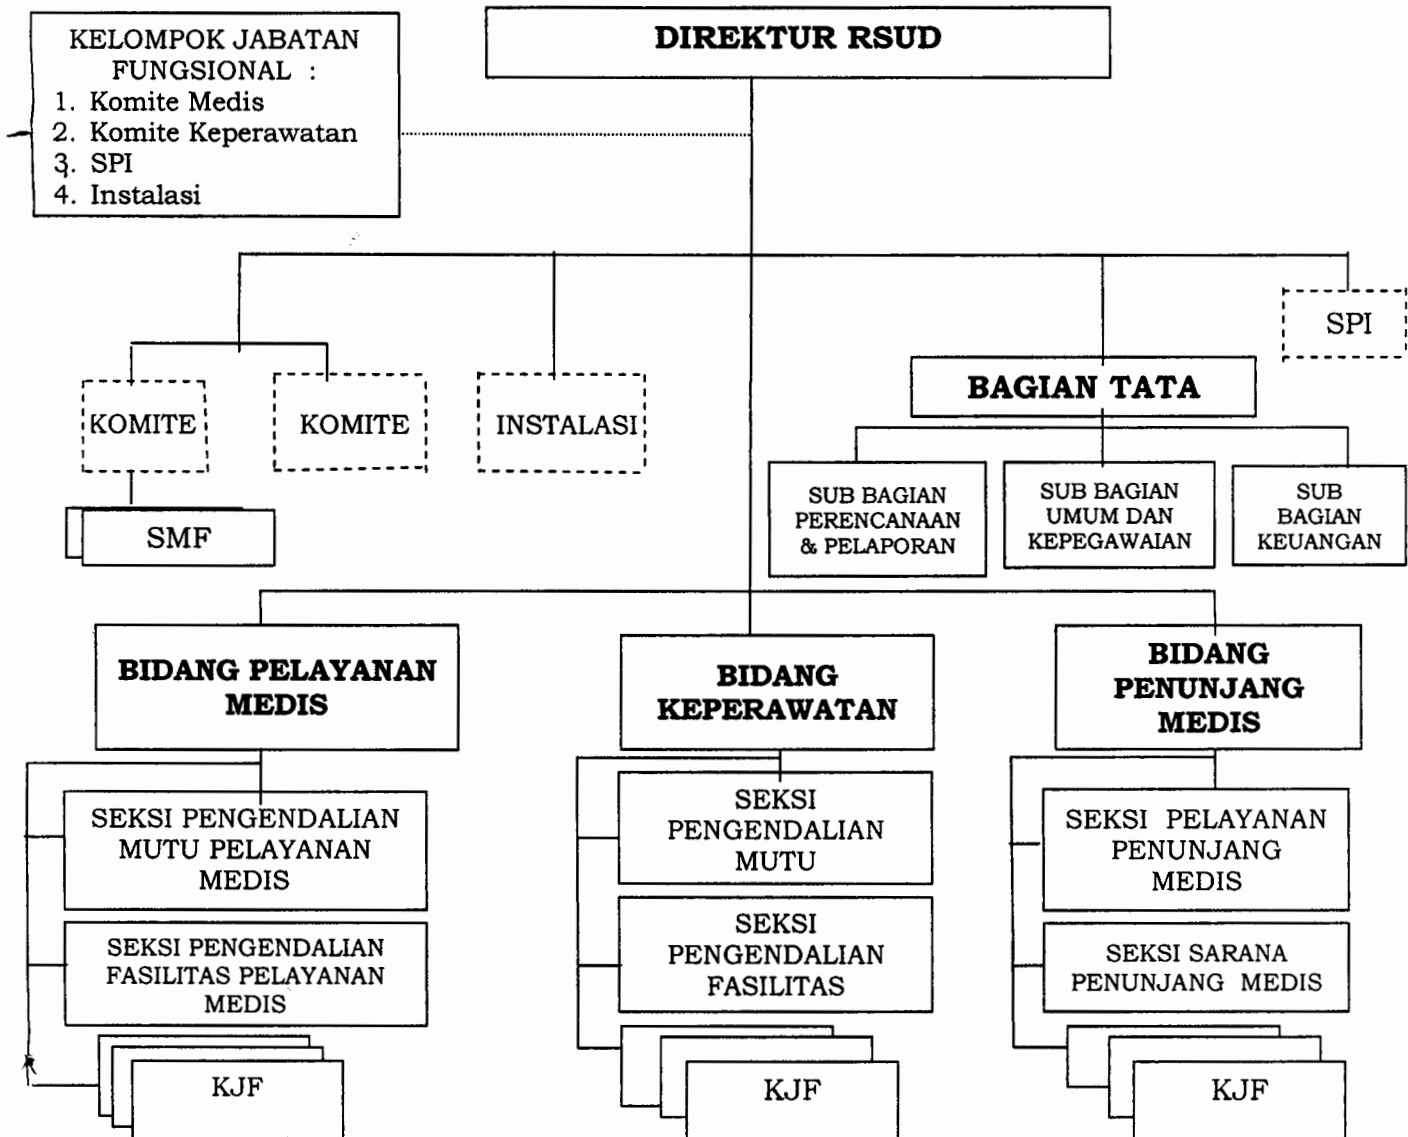 KELOMPOK JABATAN
FUNGSIONAL :
1. Komite Medis
2. Komite Keperawatan
3. SPI
4. Instalasi
DIREKTUR RSUD
SPI
KOMITE
KOMITE
INSTALASI
BAGIAN TATA
SMF
SUB BAGIAN
PERENCANAAN
& PELAPORAN
SUB BAGIAN
UMUM DAN
KEPEGAWAIAN
SUB
BAGIAN
KEUANGAN
BIDANG PELAYANAN
MEDIS
BIDANG
KEPERAWATAN
BIDANG
PENUNJANG
MEDIS
SEKSI PENGENDALIAN
MUTU PELAYANAN
MEDIS
SEKSI PENGENDALIAN
FASILITAS PELAYANAN
MEDIS
KJF
SEKSI
PENGENDALIAN
MUTU
SEKSI
PENGENDALIAN
FASILITAS
KJF
SEKSI PELAYANAN
PENUNJANG
MEDIS
SEKSI SARANA
PENUNJANG MEDIS
KJF